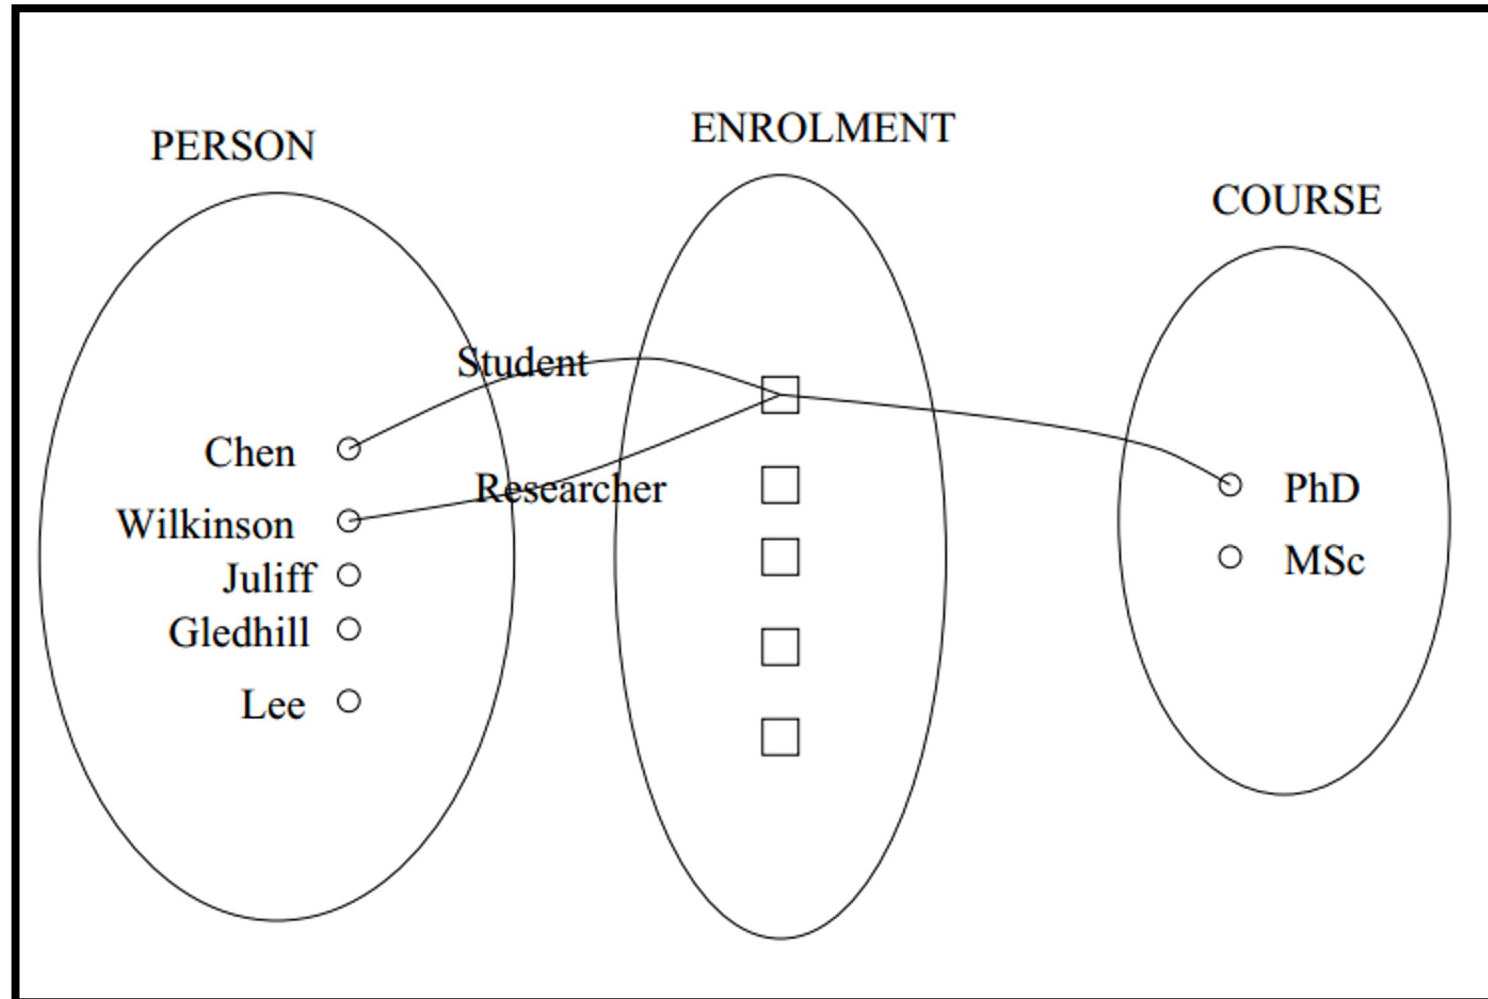 PERSON
ENROLMENT
COURSE
Student
Chen
Researcher
PhD
Wilkinson
MSc
Juliff
Gledhill
Lee